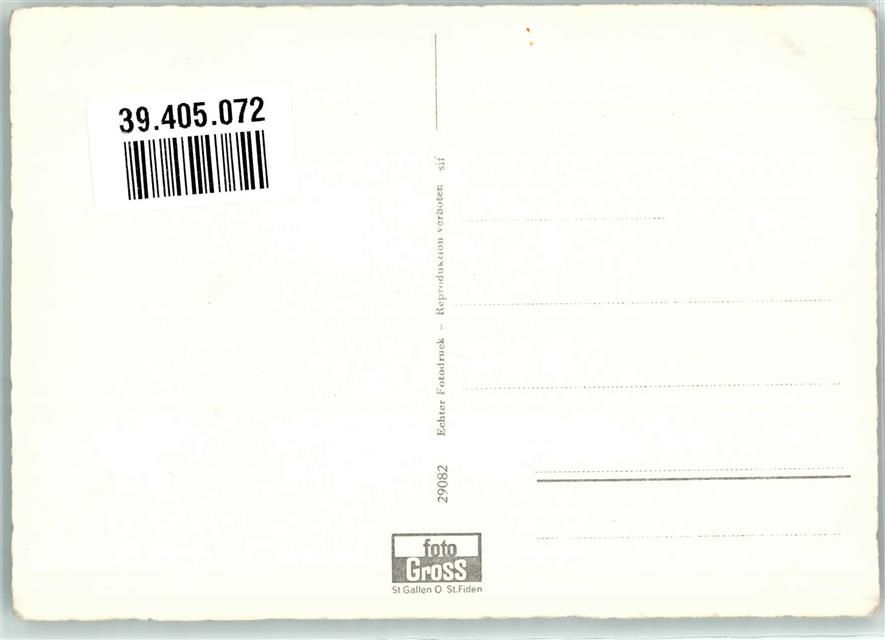 39.405.072
29082 Echter Fotodruck – Reproduktion verboten sif
foto
Gross
St.Gallen O St.Fiden